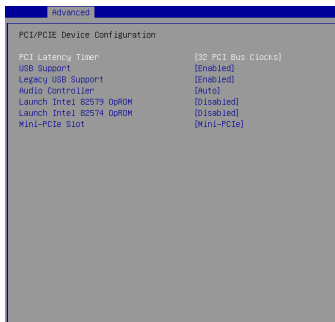 Advanced
PCI/PCIE Device Configuration
PCI Latency Timer [32 PCI Bus Clocks]
USB Support [Enabled]
Legacy USB Support [Enabled]
Audio Controller [Auto]
Launch Intel 82579 OpROM [Disabled]
Launch Intel 82574 OpROM [Disabled]
Mini-PCIe Slot [Mini-PCIe]